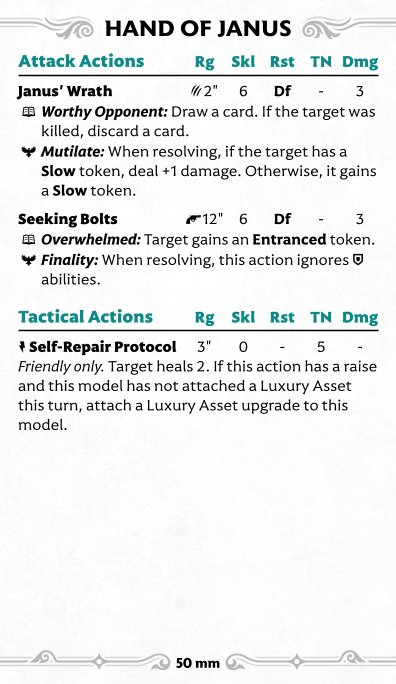 HAND OF JANUS
Attack Actions Rg Skl Rst TN Dmg
Janus' Wrath 2" 6 Df - 3
Worthy Opponent: Draw a card. If the target was
killed, discard a card.
Mutilate: When resolving, if the target has a
Slow token, deal +1 damage. Otherwise, it gains
a Slow token.
Seeking Bolts 12" 6 Df - 3
Overwhelmed: Target gains an Entranced token.
Finality: When resolving, this action ignores
abilities.
Tactical Actions Rg Skl Rst TN Dmg
Self-Repair Protocol 3" 0 - 5 -
Friendly only. Target heals 2. If this action has a raise
and this model has not attached a Luxury Asset
this turn, attach a Luxury Asset upgrade to this
model.
50 mm